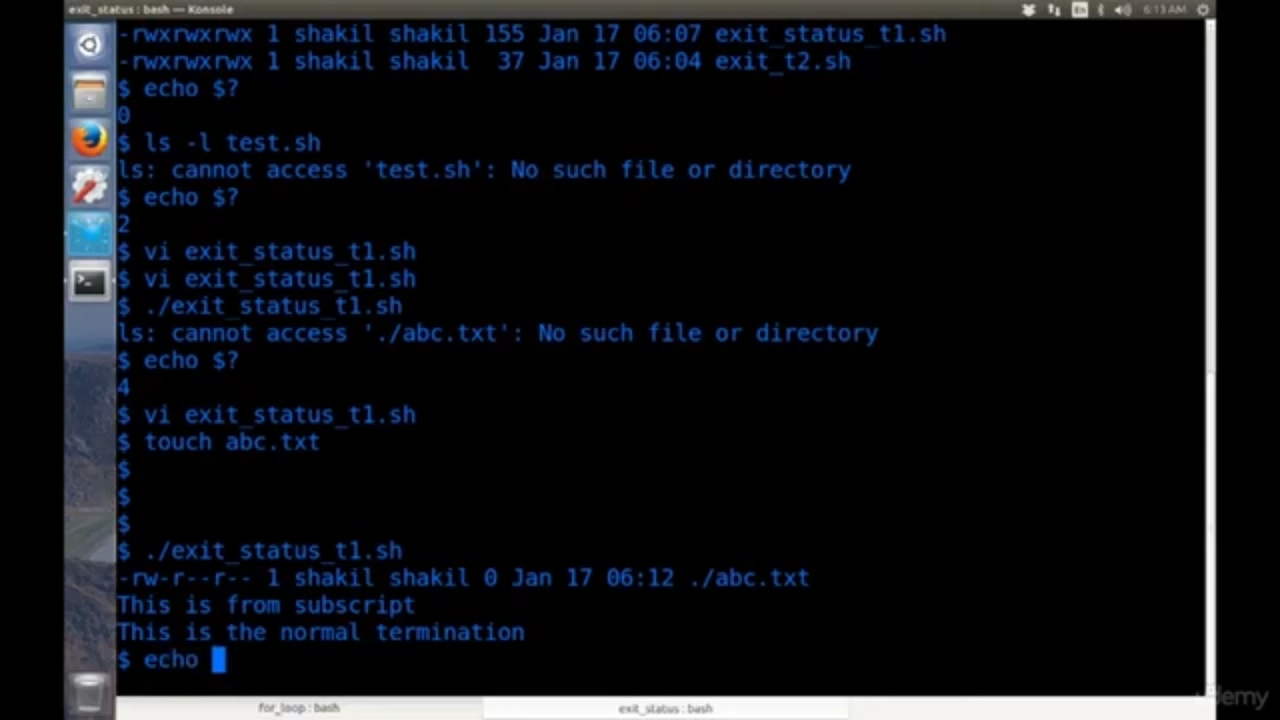 exit_status : bash — Konsole
En
6:13 AM
-rwxrwxrwx 1 shakil shakil 155 Jan 17 06:07 exit_status_t1.sh
-rwxrwxrwx 1 shakil shakil  37 Jan 17 06:04 exit_t2.sh
$ echo $?
0
$ ls -l test.sh
ls: cannot access 'test.sh': No such file or directory
$ echo $?
2
$ vi exit_status_t1.sh
$ vi exit_status_t1.sh
$ ./exit_status_t1.sh
ls: cannot access './abc.txt': No such file or directory
$ echo $?
4
$ vi exit_status_t1.sh
$ touch abc.txt
$
$
$
$ ./exit_status_t1.sh
-rw-r--r-- 1 shakil shakil 0 Jan 17 06:12 ./abc.txt
This is from subscript
This is the normal termination
$ echo
for_loop : bash
exit_status : bash
udemy